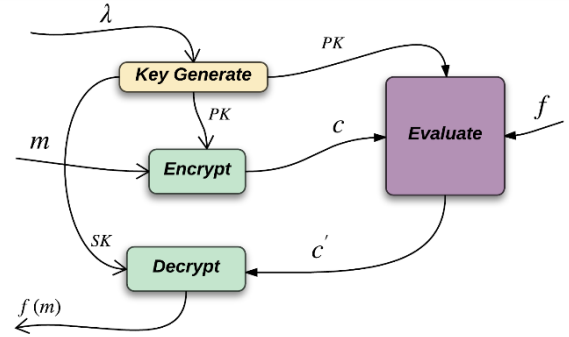 λ
Key Generate
PK
PK
m
Encrypt
c
Evaluate
f
SK
Decrypt
c′
f (m)